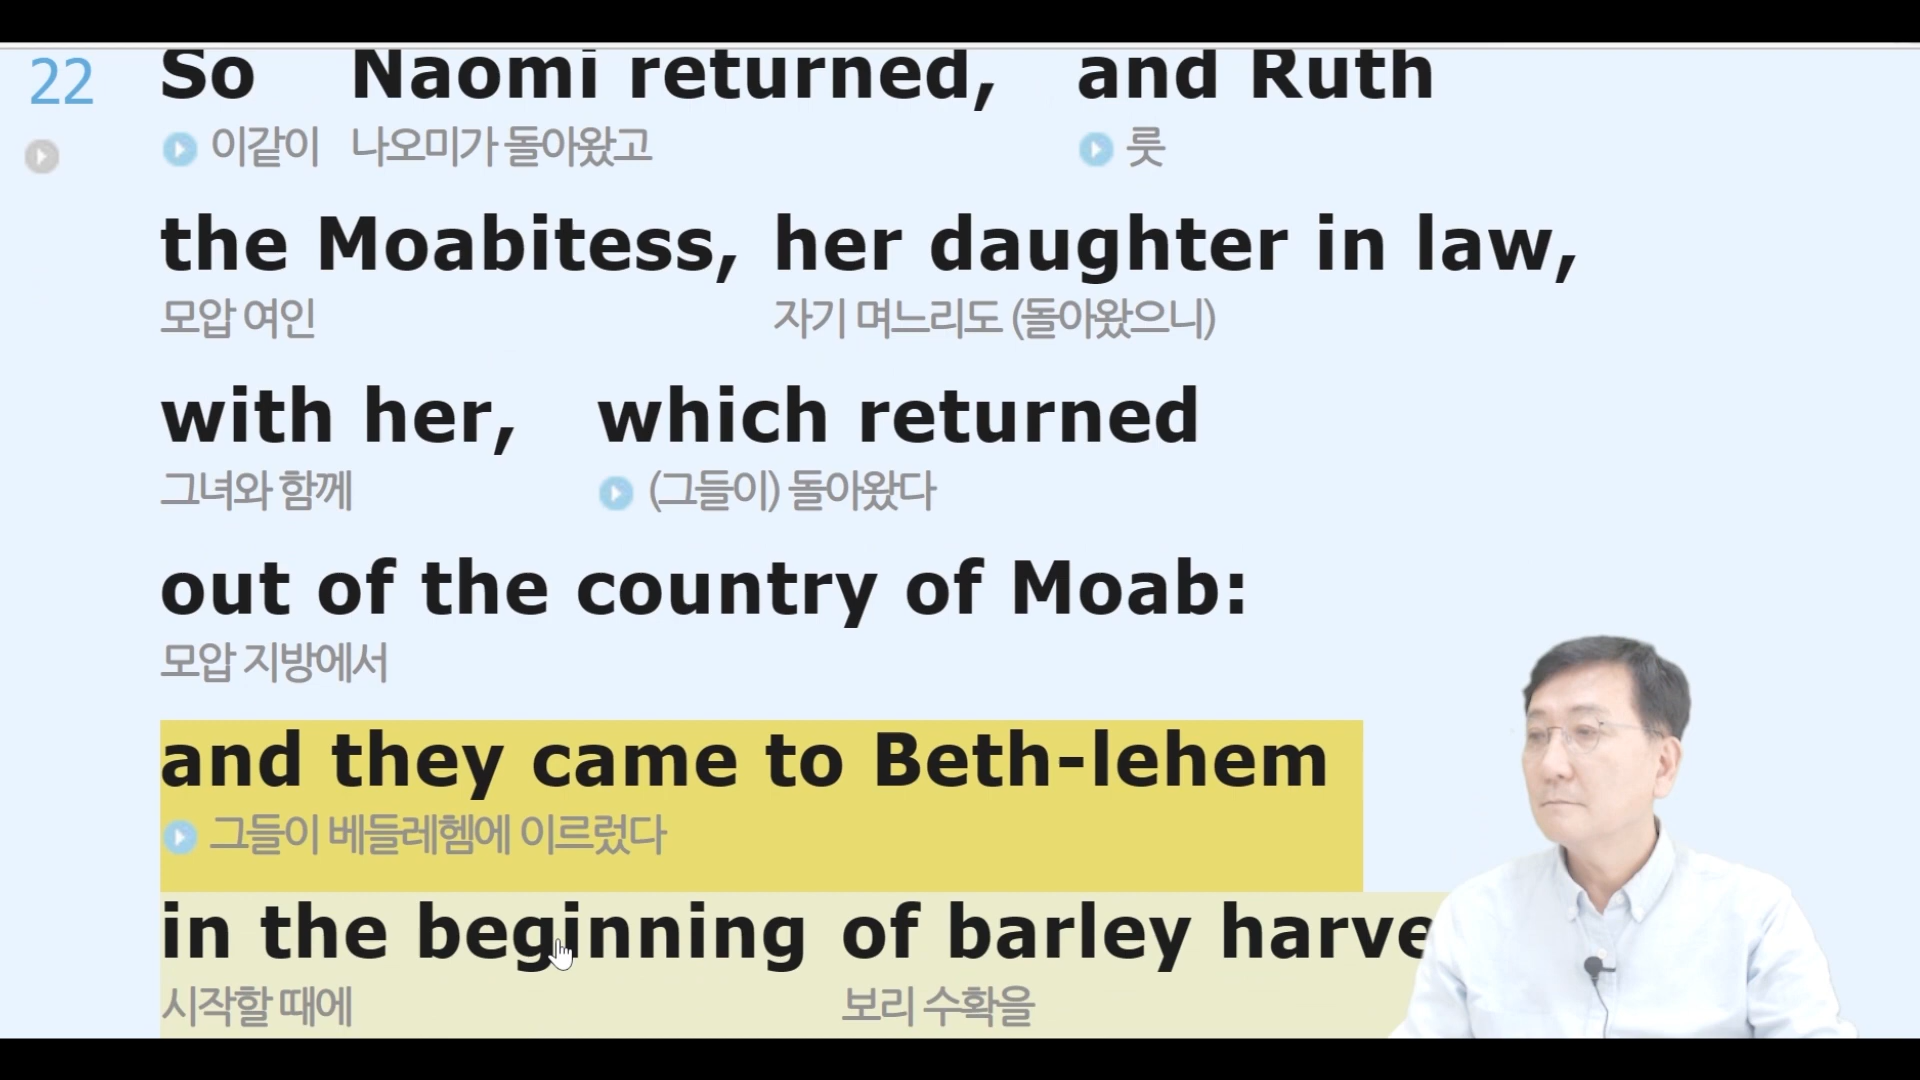 22 So Naomi returned, and Ruth
이같이 나오미가 돌아왔고 룻
the Moabitess, her daughter in law,
모압 여인 자기 며느리도 (돌아왔으니)
with her, which returned
그녀와 함께 (그들이) 돌아왔다
out of the country of Moab:
모압 지방에서
and they came to Beth-lehem
그들이 베들레헴에 이르렀다
in the beginning of barley harve
시작할 때에 보리 수확을